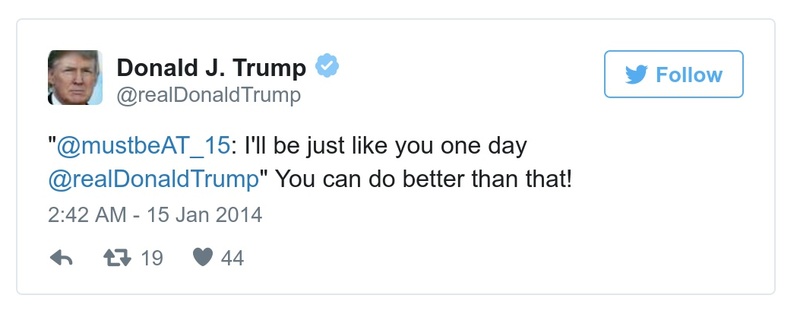 Donald J. Trump
@realDonaldTrump
Follow
"@mustbeAT_15: I'll be just like you one day
@realDonaldTrump" You can do better than that!
2:42 AM - 15 Jan 2014
19 44